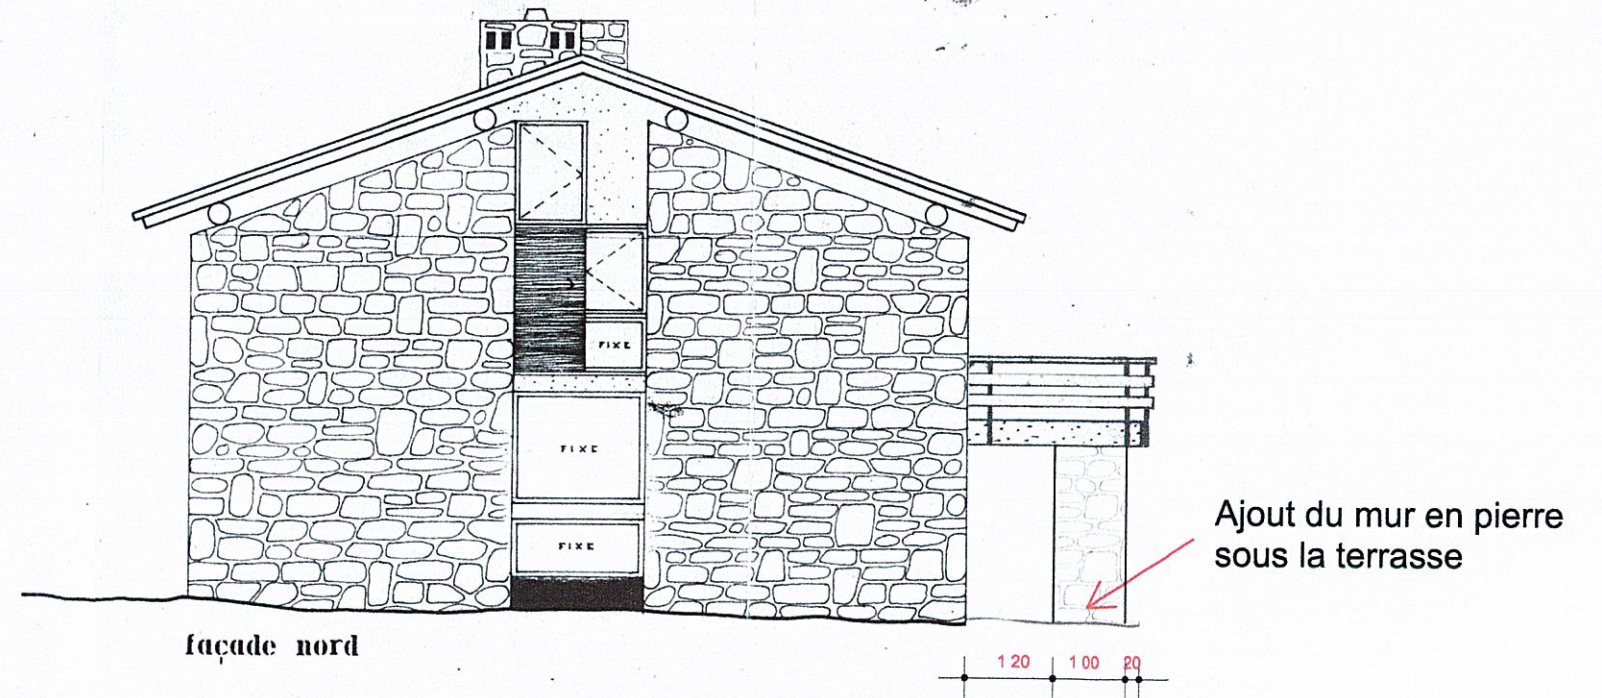 FIXE
FIXE
FIXE
Ajout du mur en pierre
sous la terrasse
façade nord
1 20 1 00 20